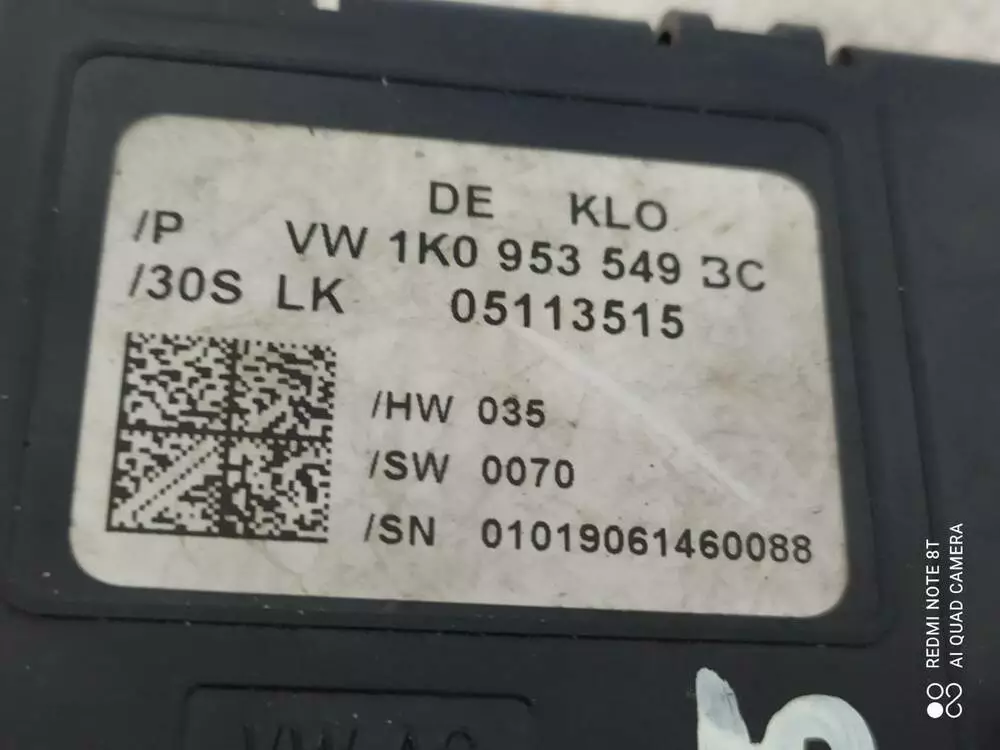 DE KLO
/P VW 1K0 953 549 BC
/30S LK 05113515
/HW 035
/SW 0070
/SN 01019061460088
REDMI NOTE 8T
AI QUAD CAMERA